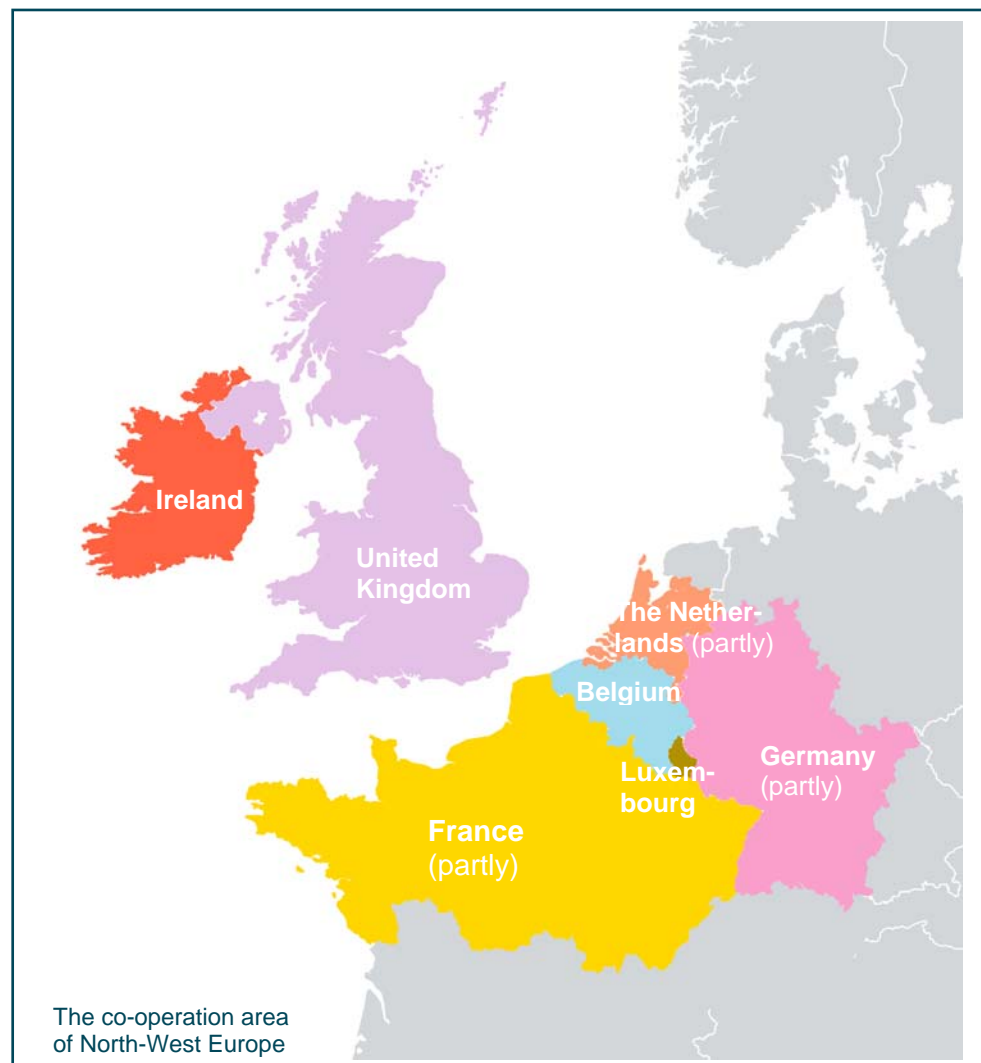 Ireland
United
Kingdom
The Nether-
lands (partly)
Belgium
Luxem-
bourg
Germany
(partly)
France
(partly)
The co-operation area
of North-West Europe